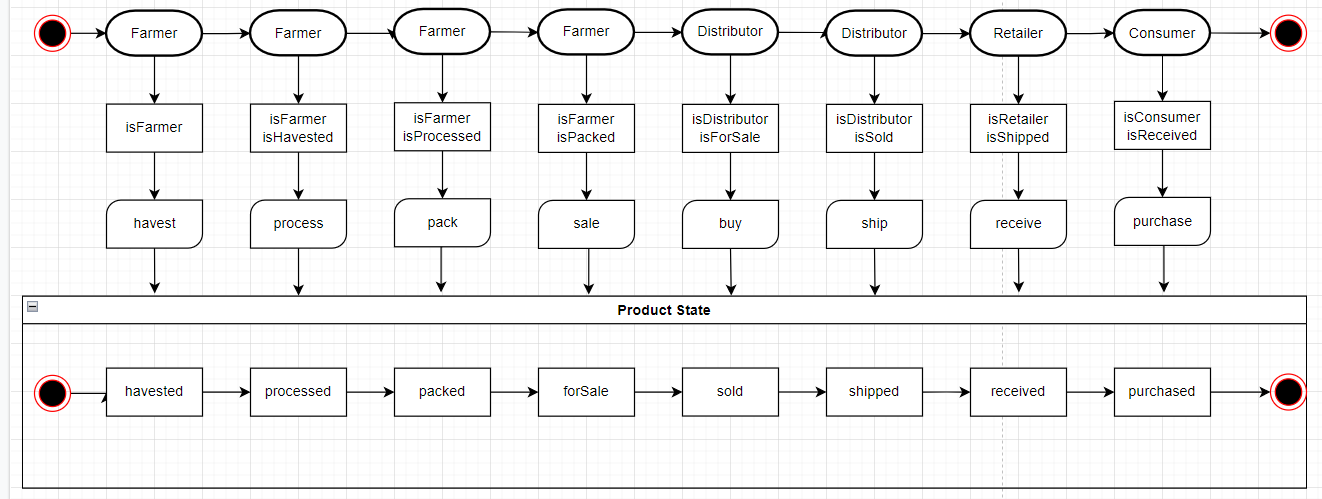 Farmer
Farmer
Farmer
Farmer
Distributor
Distributor
Retailer
Consumer
isFarmer
isFarmer
isHavested
isFarmer
isProcessed
isFarmer
isPacked
isDistributor
isForSale
isDistributor
isSold
isRetailer
isShipped
isConsumer
isReceived
havest
process
pack
sale
buy
ship
receive
purchase
Product State
havested
processed
packed
forSale
sold
shipped
received
purchased